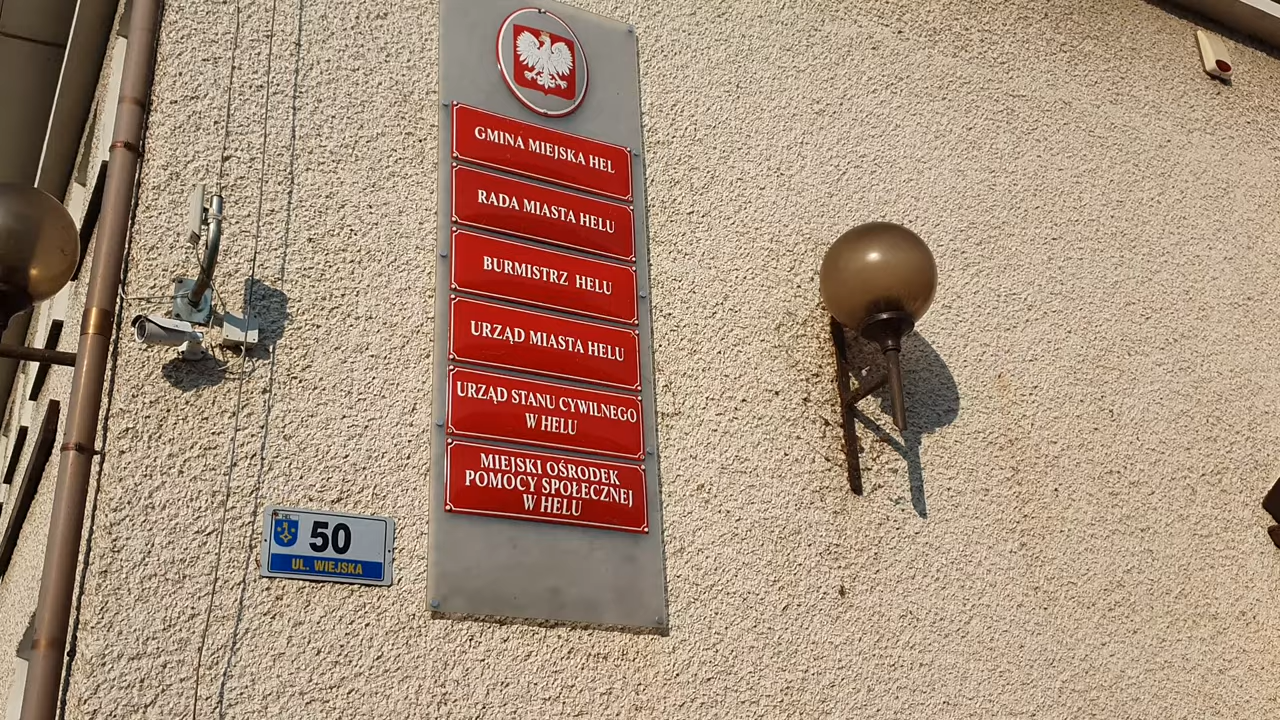 GMINA MIEJSKA HEL
RADA MIASTA HELU
BURMISTRZ HELU
URZĄD MIASTA HELU
URZĄD STANU CYWILNEGO
W HELU
MIEJSKI OŚRODEK
POMOCY SPOŁECZNEJ
W HELU
HEL
50
UL. WIEJSKA